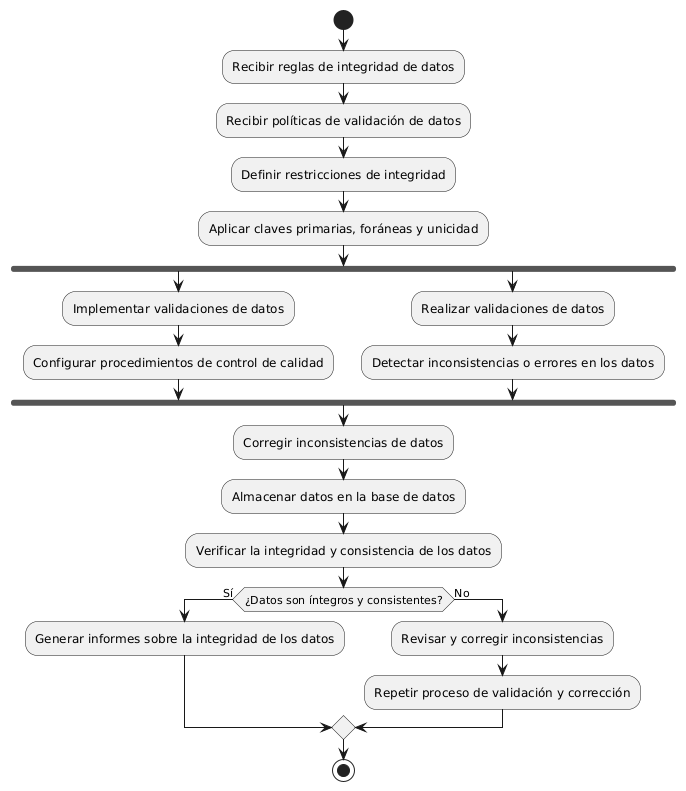 Recibir reglas de integridad de datos
Recibir políticas de validación de datos
Definir restricciones de integridad
Aplicar claves primarias, foráneas y unicidad
Implementar validaciones de datos
Realizar validaciones de datos
Configurar procedimientos de control de calidad
Detectar inconsistencias o errores en los datos
Corregir inconsistencias de datos
Almacenar datos en la base de datos
Verificar la integridad y consistencia de los datos
Sí
¿Datos son íntegros y consistentes?
No
Generar informes sobre la integridad de los datos
Revisar y corregir inconsistencias
Repetir proceso de validación y corrección